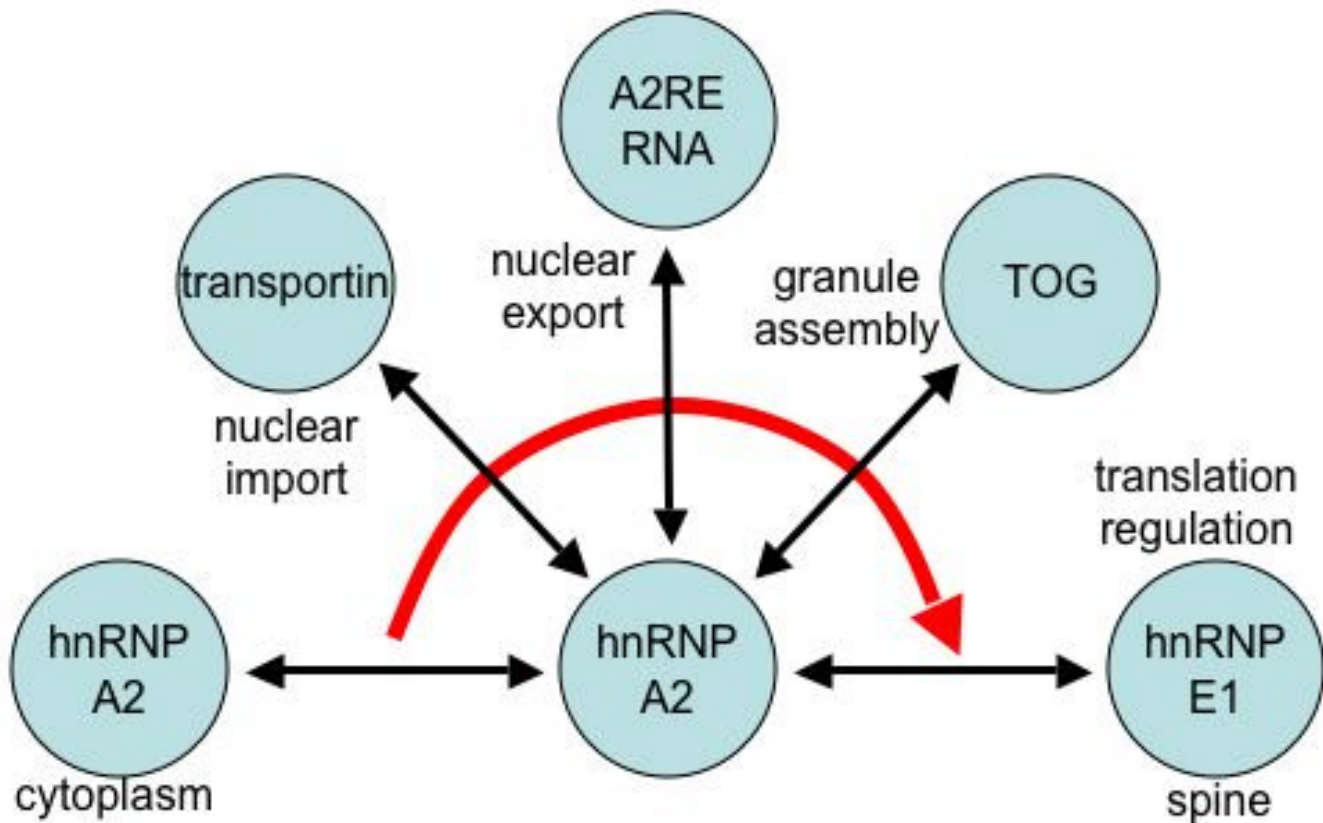 A2RE
RNA
transportin
nuclear
export
granule
assembly
TOG
nuclear
import
translation
regulation
hnRNP
A2
hnRNP
A2
hnRNP
E1
cytoplasm
spine